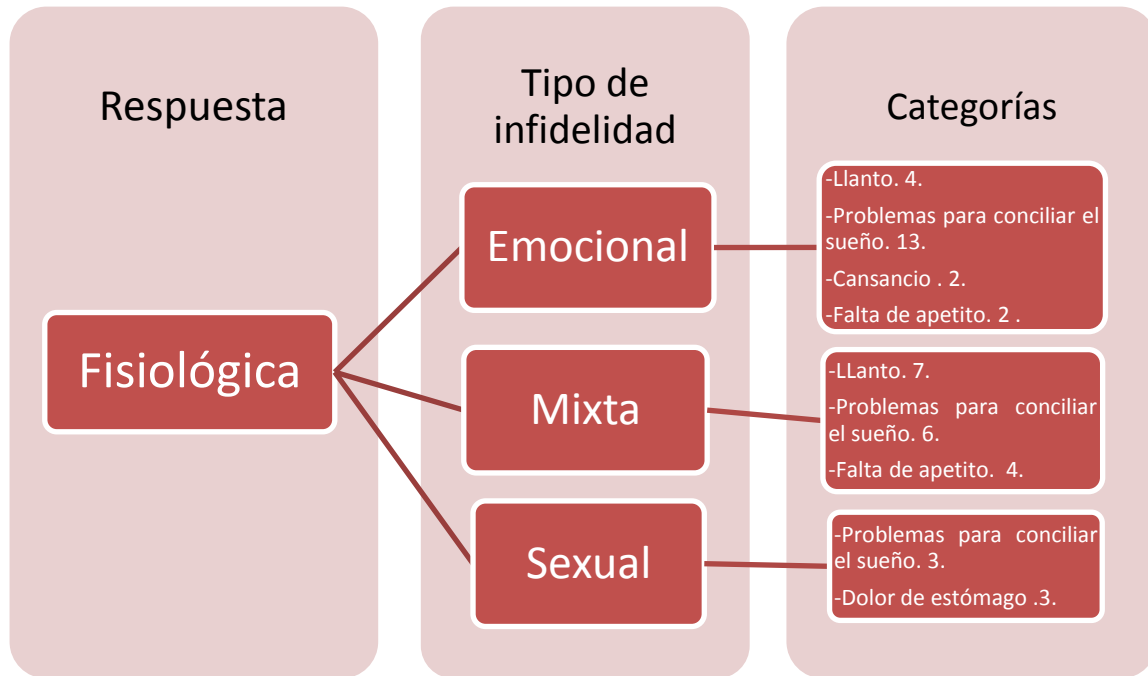 Respuesta
Tipo de
infidelidad
Categorías
Fisiológica
Emocional
-Llanto. 4.
-Problemas para conciliar el
sueño. 13.
-Cansancio . 2.
-Falta de apetito. 2 .
Mixta
-LLanto. 7.
-Problemas para conciliar
el sueño. 6.
-Falta de apetito. 4.
Sexual
-Problemas para conciliar
el sueño. 3.
-Dolor de estómago .3.